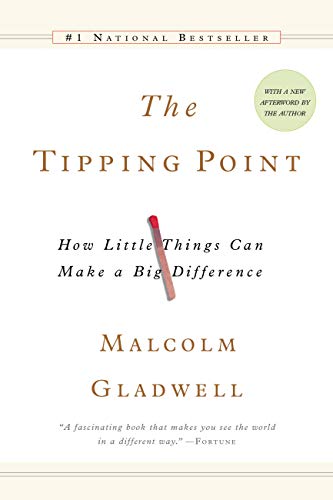 #1 National Bestseller
The
Tipping Point
WITH A NEW
AFTERWORD BY
THE AUTHOR
How Little Things Can
Make a Big Difference
Malcolm
Gladwell
“A fascinating book that makes you see the world
in a different way.” —Fortune